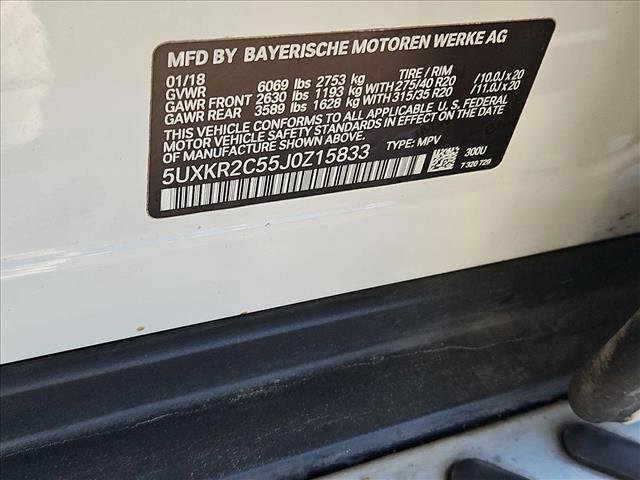 MFD BY BAYERISCHE MOTOREN WERKE AG
01/18 TIRE / RIM
GVWR 6069 lbs 2753 kg
GAWR FRONT 2630 lbs 1193 kg WITH 275/40 R20 /10.0J x 20
GAWR REAR 3589 lbs 1628 kg WITH 315/35 R20 /11.0J x 20
THIS VEHICLE CONFORMS TO ALL APPLICABLE U.S. FEDERAL
MOTOR VEHICLE SAFETY STANDARDS IN EFFECT ON THE DATE
OF MANUFACTURE SHOWN ABOVE.
5UXKR2C55J0Z15833 TYPE: MPV 300U
7 320 729